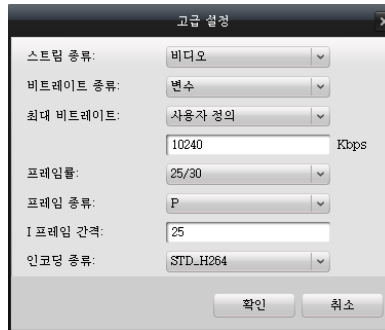 고급 설정
스트림 종류: 비디오
비트레이트 종류: 변수
최대 비트레이트: 사용자 정의
10240 Kbps
프레임률: 25/30
프레임 종류: P
I 프레임 간격: 25
인코딩 종류: STD_H264
확인 취소